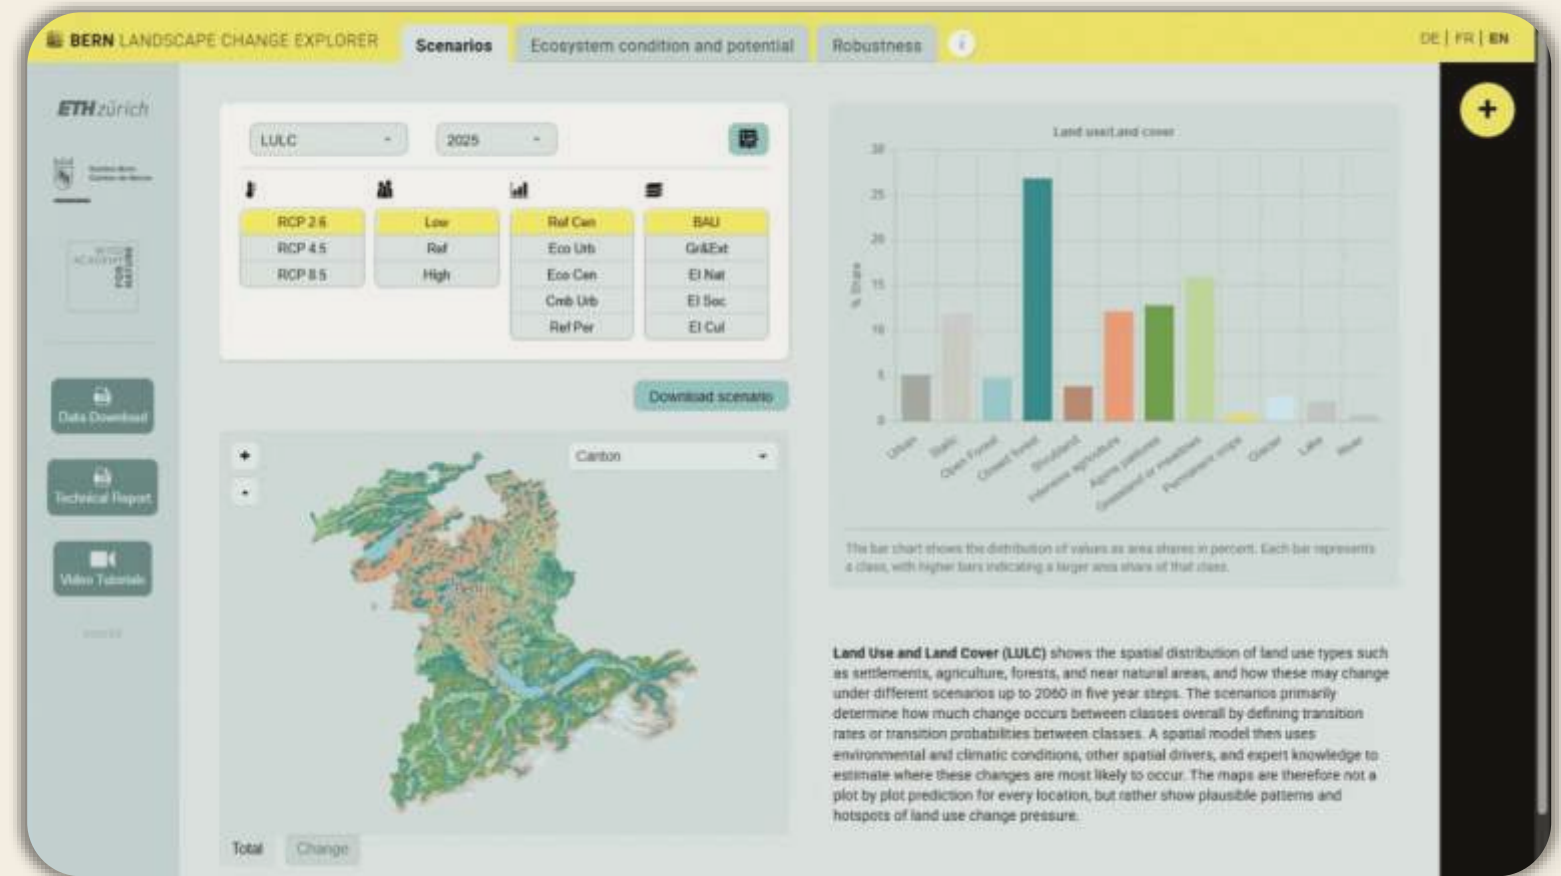 BERN LANDSCAPE CHANGE EXPLORER
Scenarios
Ecosystem condition and potential
Robustness
i
DE | FR | EN
ETH zürich
FOR NATURE
Data Download
Technical Report
Video Tutorials
LULC
2025
RCP 2.6
RCP 4.5
RCP 8.5
Low
Ref
High
Ref Cen
Eco Urb
Eco Cen
Cmb Urb
Ref Per
BAU
Gr&Ext
EI Nat
EI Soc
EI Cul
Download scenario
+
-
Canton
Bern
Total
Change
+
Land use/Land cover
% Share
30
25
20
15
10
5
0
Urban
Static
Open Forest
Closed forest
Shrubland
Intensive agriculture
Alpine pastures
Grassland or meadows
Permanent crops
Glacier
Lake
River
The bar chart shows the distribution of values as area shares in percent. Each bar represents
a class, with higher bars indicating a larger area share of that class.
Land Use and Land Cover (LULC) shows the spatial distribution of land use types such
as settlements, agriculture, forests, and near natural areas, and how these may change
under different scenarios up to 2060 in five year steps. The scenarios primarily
determine how much change occurs between classes overall by defining transition
rates or transition probabilities between classes. A spatial model then uses
environmental and climatic conditions, other spatial drivers, and expert knowledge to
estimate where these changes are most likely to occur. The maps are therefore not a
plot by plot prediction for every location, but rather show plausible patterns and
hotspots of land use change pressure.